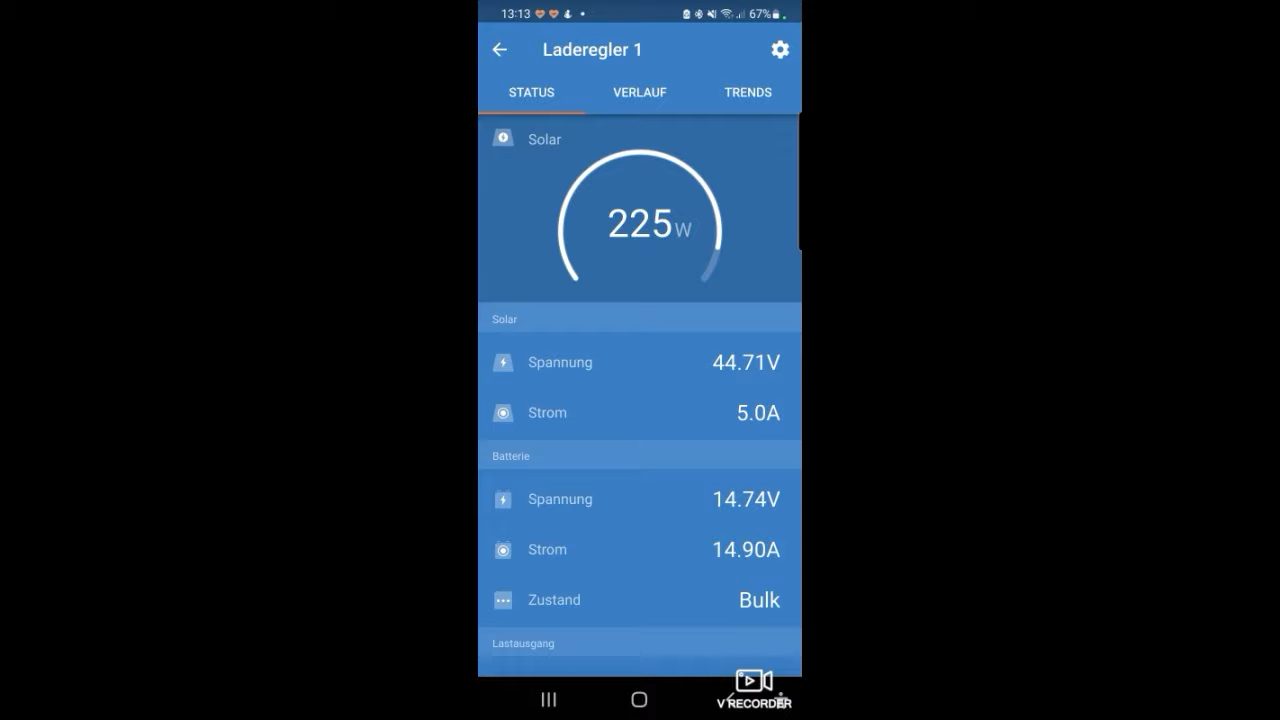 13:13 67%
Laderegler 1
STATUS VERLAUF TRENDS
Solar
225W
Solar
Spannung 44.71V
Strom 5.0A
Batterie
Spannung 14.74V
Strom 14.90A
Zustand Bulk
Lastausgang
V RECORDER